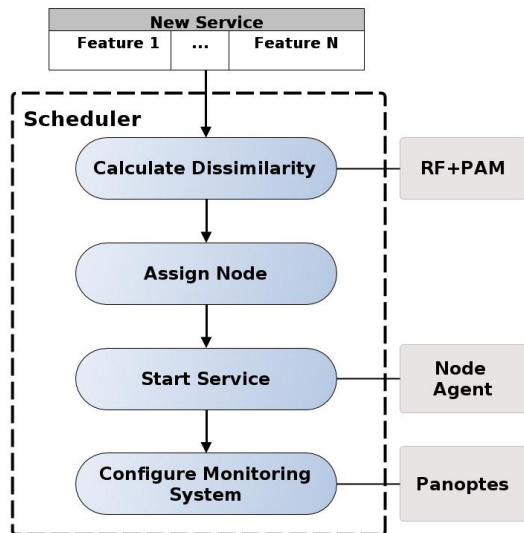 New Service
Feature 1 ... Feature N
Scheduler
Calculate Dissimilarity
RF+PAM
Assign Node
Start Service
Node
Agent
Configure Monitoring
System
Panoptes